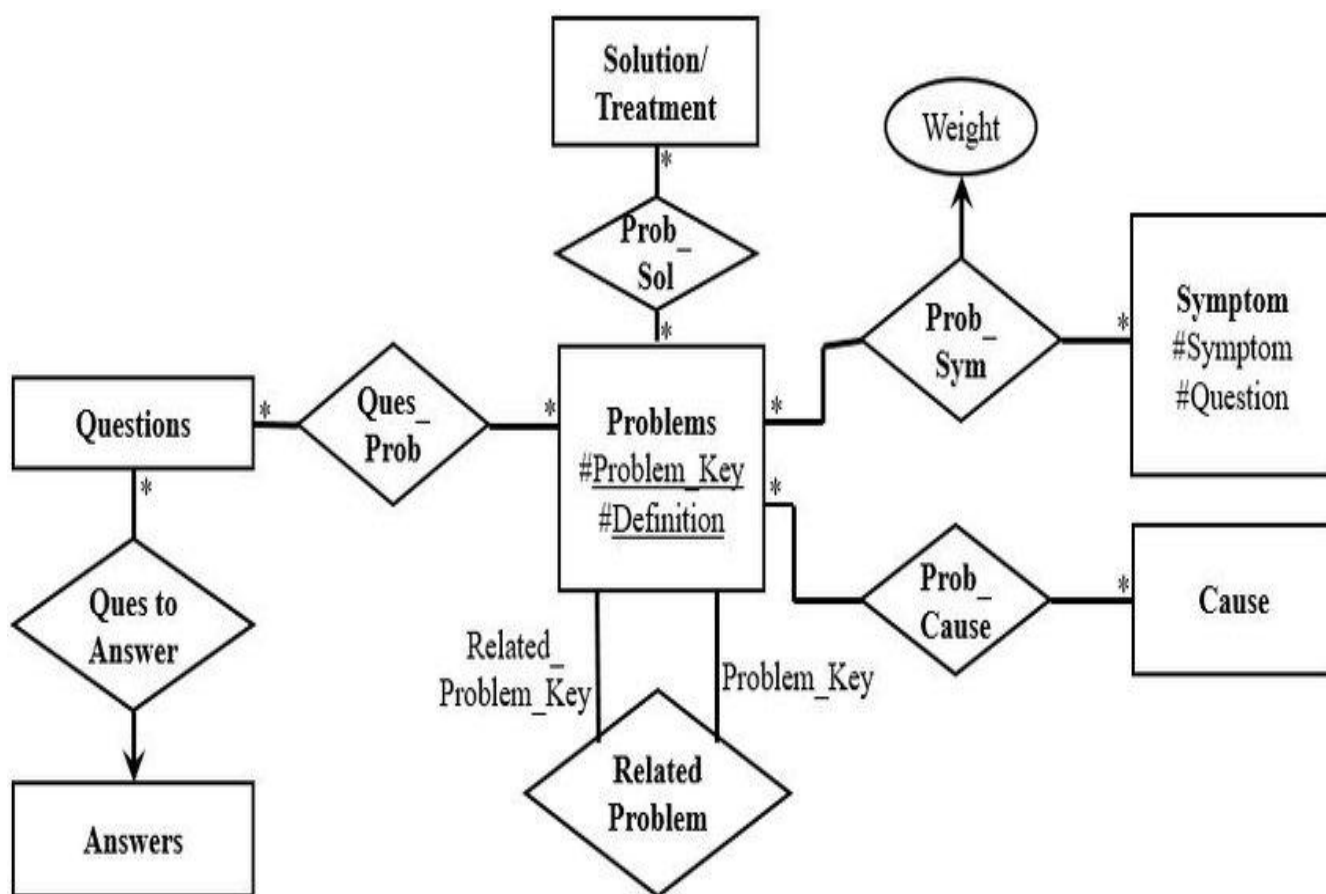 Solution/
Treatment
*
Weight
Prob_
Sol
*
Symptom
#Symptom
#Question
Prob_
Sym
*
*
Questions
*
Ques_
Prob
*
Problems
#Problem_Key
#Definition
*
*
Ques to
Answer
Prob_
Cause
*
Cause
Related_
Problem_Key
Problem_Key
Related
Problem
Answers